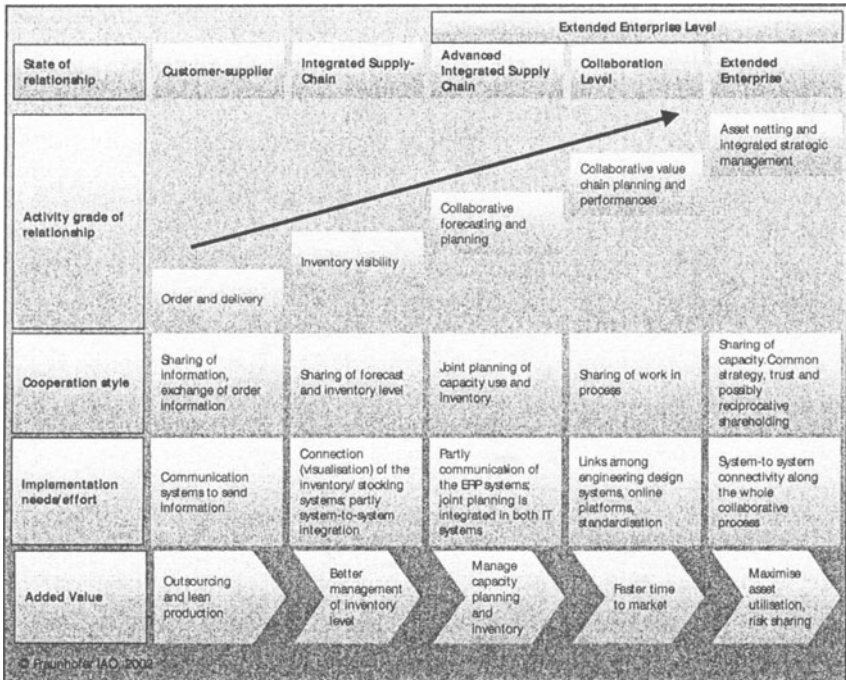 Extended Enterprise Level
State of
relationship
Customer-supplier
Integrated Supply-
Chain
Advanced
Integrated Supply
Chain
Collaboration
Level
Extended
Enterprise
Activity grade of
relationship
Order and delivery
Inventory visibility
Collaborative
forecasting and
planning
Collaborative value
chain planning and
performances
Asset netting and
integrated strategic
management
Cooperation style
Sharing of
information,
exchange of order
information
Sharing of forecast
and inventory level
Joint planning of
capacity use and
Inventory.
Sharing of work in
process
Sharing of
capacity.Common
strategy, trust and
possibly
reciprocative
shareholding
Implementation
needs/effort
Communication
systems to send
information
Connection
(visualisation) of the
inventory/ stocking
systems; partly
system-to-system
integration
Partly
communication of
the ERP systems;
joint planning is
integrated in both IT
systems
Links among
engineering design
systems, online
platforms,
standardisation
System-to system
connectivity along
the whole
collaborative
process
Added Value
Outsourcing
and lean
production
Better
management
of inventory
level
Manage
capacity
planning
and
Inventory
Faster time
to market
Maximise
asset
utilisation,
risk sharing
© Fraunhofer IAO, 2002